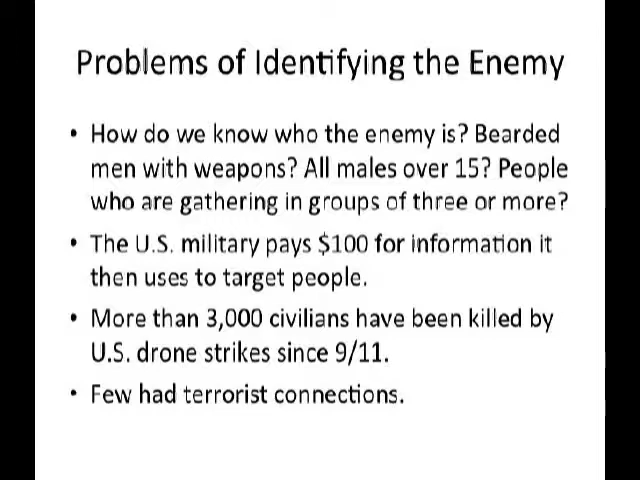 Problems of Identifying the Enemy
• How do we know who the enemy is? Bearded
men with weapons? All males over 15? People
who are gathering in groups of three or more?
• The U.S. military pays $100 for information it
then uses to target people.
• More than 3,000 civilians have been killed by
U.S. drone strikes since 9/11.
• Few had terrorist connections.